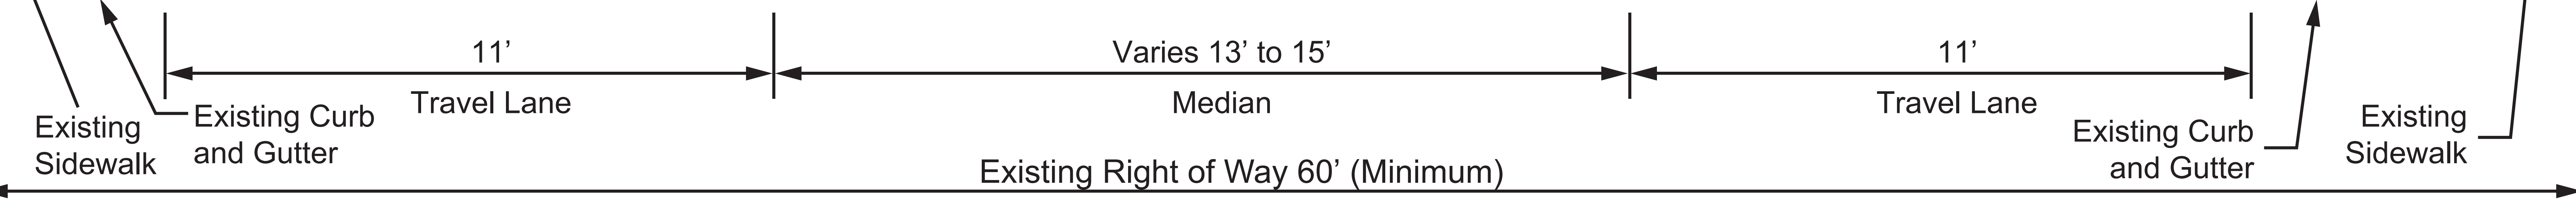 11’
Varies 13’ to 15’
11’
Travel Lane
Median
Travel Lane
Existing
Sidewalk
Existing Curb
and Gutter
Existing Curb
and Gutter
Existing
Sidewalk
Existing Right of Way 60’ (Minimum)